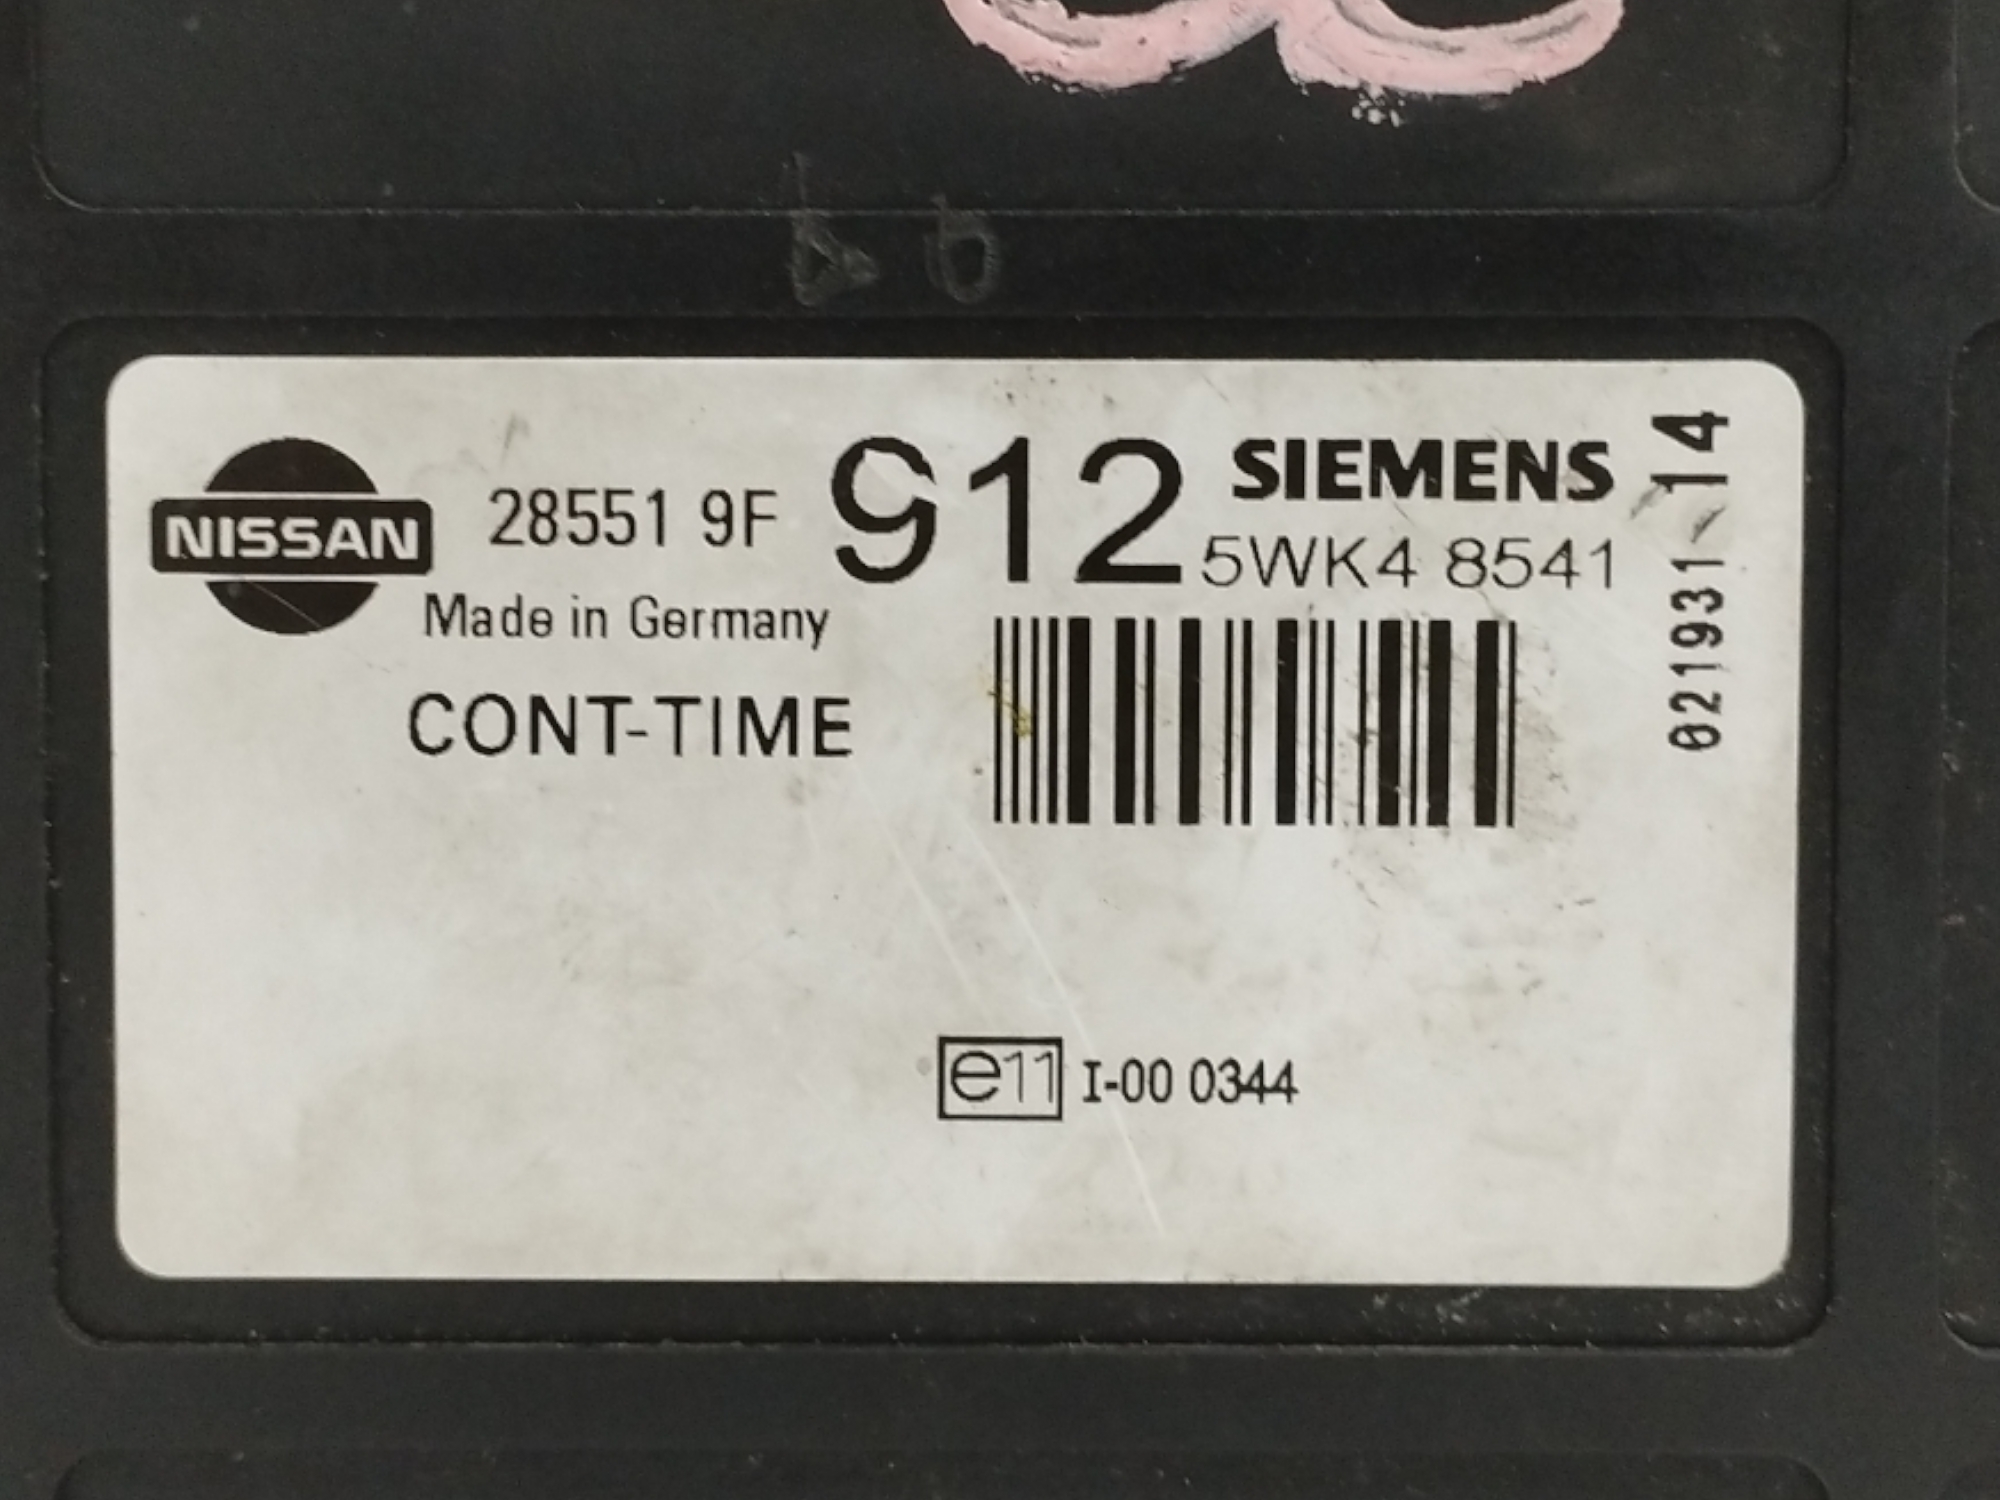 NISSAN
28551 9F 912
SIEMENS
5WK4 8541
Made in Germany
CONT-TIME
021931 14
e11 I-00 0344